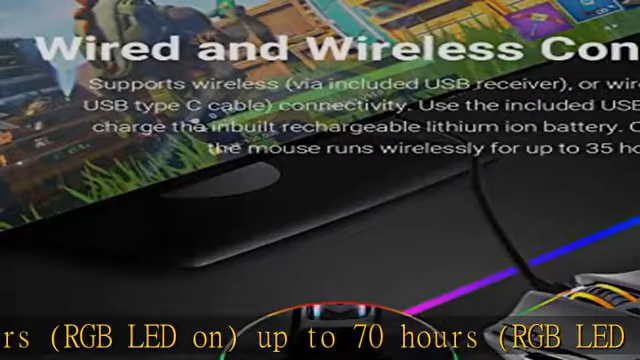 Wired and Wireless Con
Supports wireless (via included USB receiver), or wir
USB type C cable) connectivity. Use the included USB
charge the inbuilt rechargeable lithium ion battery. C
the mouse runs wirelessly for up to 35 ho
rs (RGB LED on) up to 70 hours (RGB LED